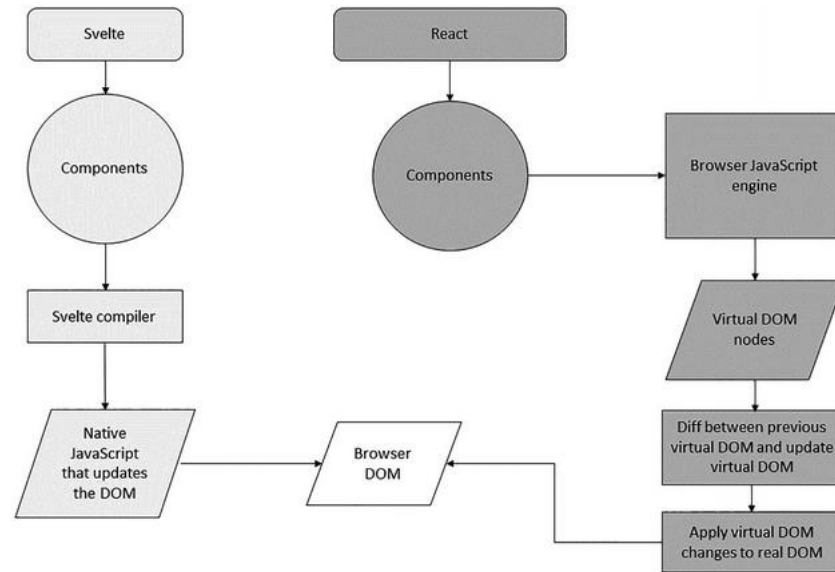 Svelte
React
Components
Components
Browser JavaScript
engine
Svelte compiler
Virtual DOM
nodes
Native
JavaScript
that updates
the DOM
Browser
DOM
Diff between previous
virtual DOM and update
virtual DOM
Apply virtual DOM
changes to real DOM